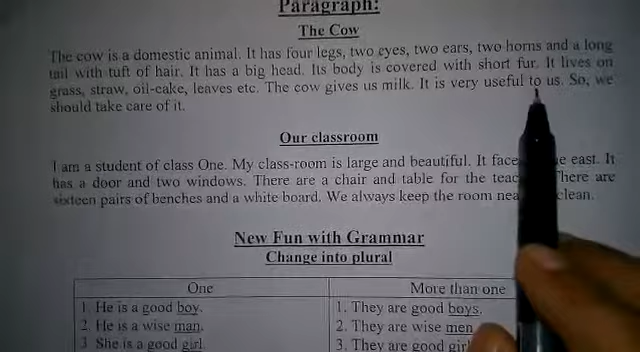 Paragraph:
The Cow
The cow is a domestic animal. It has four legs, two eyes, two ears, two horns and a long
tail with tuft of hair. It has a big head. Its body is covered with short fur. It lives on
grass, straw, oil-cake, leaves etc. The cow gives us milk. It is very useful to us. So, we
should take care of it.
Our classroom
I am a student of class One. My class-room is large and beautiful. It east. It
has a door and two windows. There are a chair and table for the There are
sixteen pairs of benches and a white board. We always keep the room clean.
New Fun with Grammar
Change into plural
One More than one
1. He is a good boy. 1. They are good boys.
2. He is a wise man. 2. They are wise men
3 She is a good girl 3. They are good